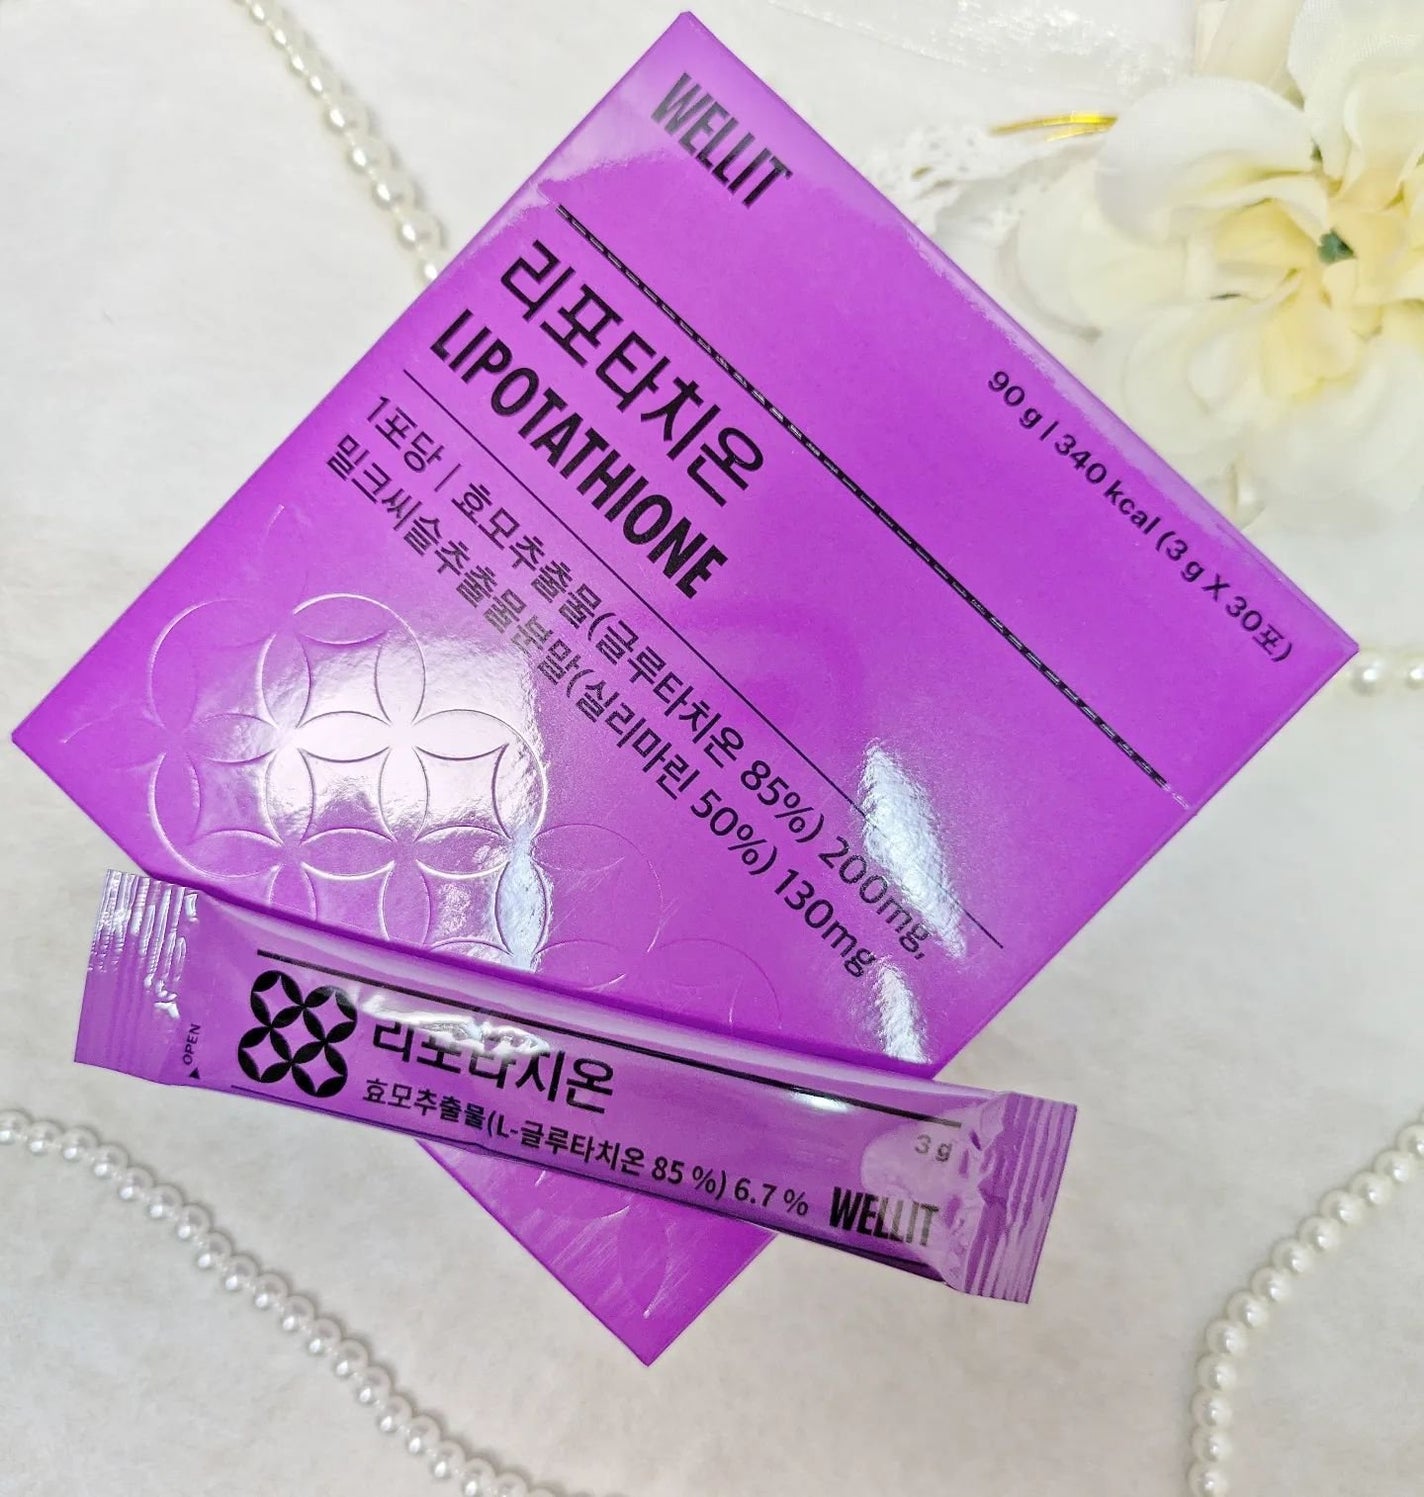 WELLIT
90 g | 340 kcal (3 g X 30포)
리포타치온
LIPOTATHIONE
1포당 | 효모추출물(글루타치온 85%) 200mg,
밀크씨슬추출물분말(실리마린 50%) 130mg
OPEN
리포타치온
효모추출물(L-글루타치온 85 %) 6.7 %
3 g
WELLIT